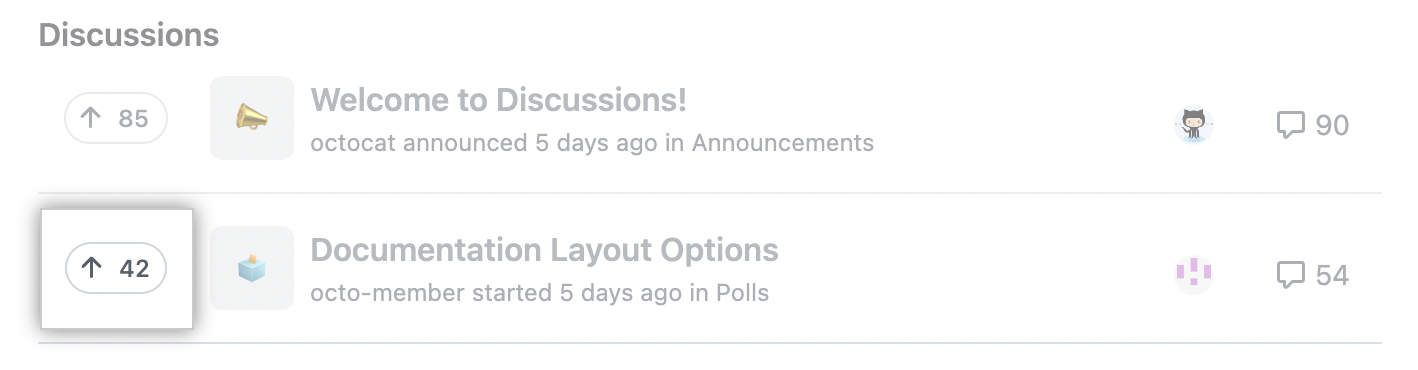 Discussions
85
Welcome to Discussions!
octocat announced 5 days ago in Announcements
90
42
Documentation Layout Options
octo-member started 5 days ago in Polls
54